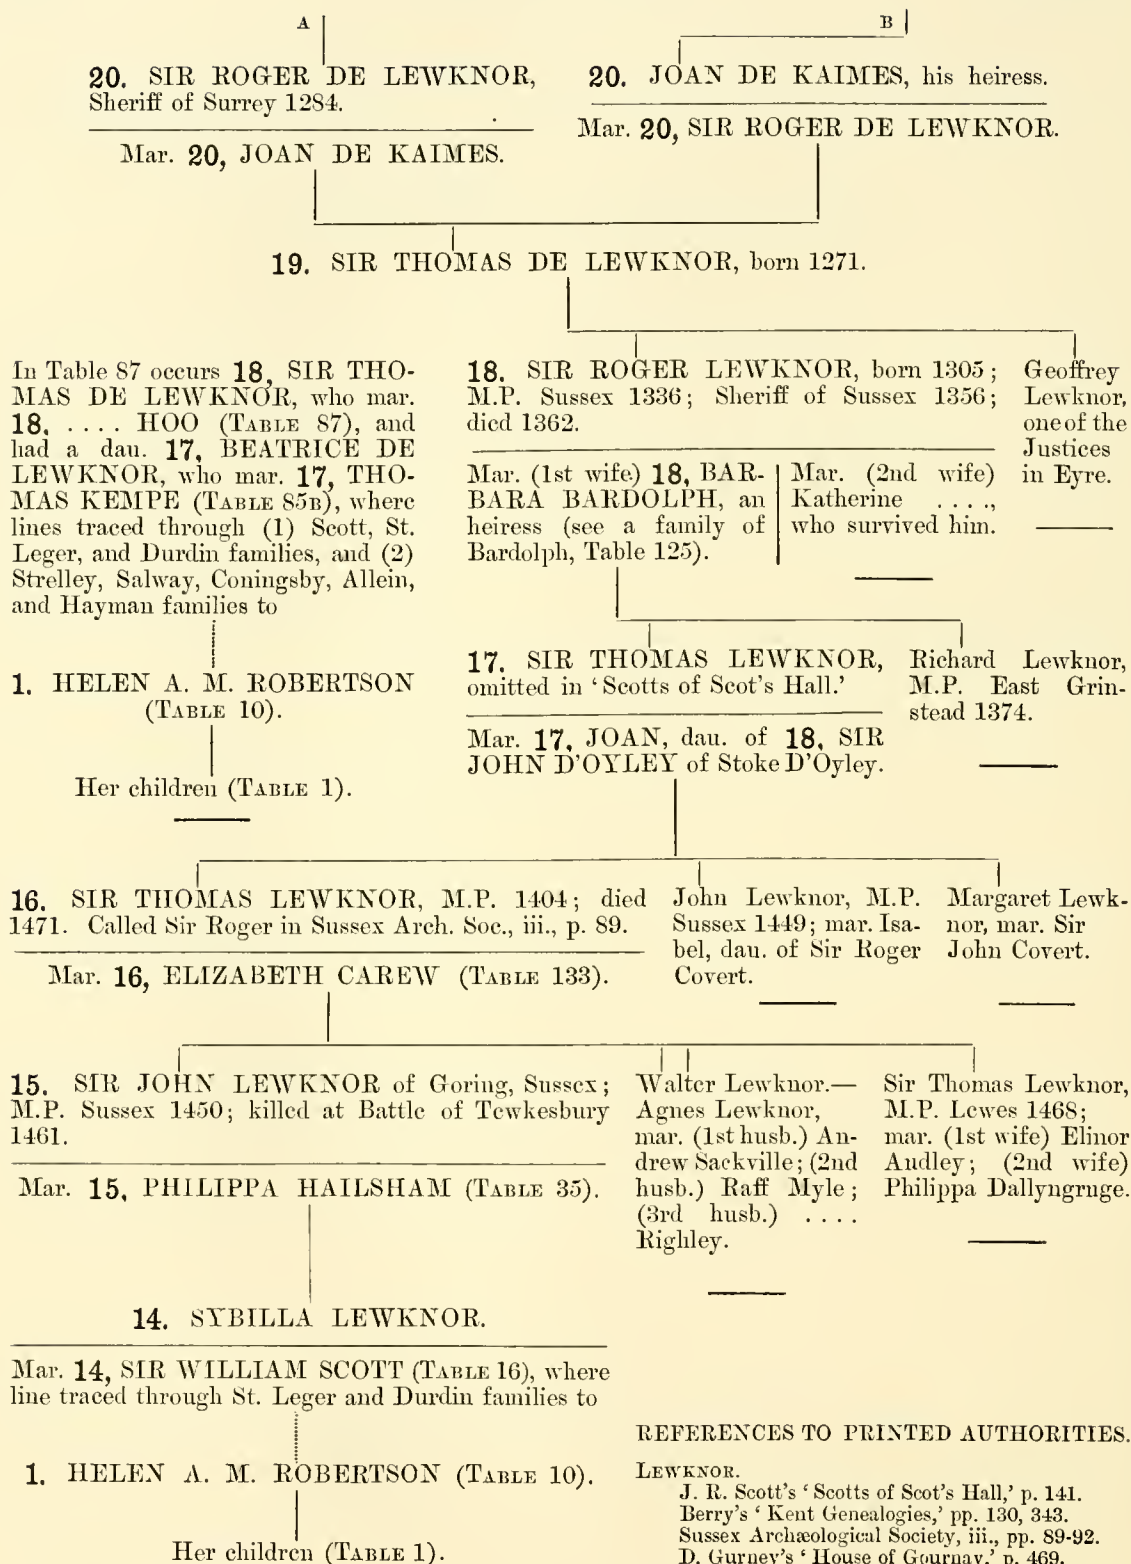 A
B
20. SIR ROGER DE LEWKNOR,
Sheriff of Surrey 1284.
Mar. 20, JOAN DE KAIMES.
20. JOAN DE KAIMES, his heiress.
Mar. 20, SIR ROGER DE LEWKNOR.
19. SIR THOMAS DE LEWKNOR, born 1271.
In Table 87 occurs 18, SIR THO-
MAS DE LEWKNOR, who mar.
18, .... HOO (TABLE 87), and
had a dau. 17, BEATRICE DE
LEWKNOR, who mar. 17, THO-
MAS KEMPE (TABLE 85B), where
lines traced through (1) Scott, St.
Leger, and Durdin families, and (2)
Strelley, Salway, Coningsby, Allein,
and Hayman families to
1. HELEN A. M. ROBERTSON
(TABLE 10).
Her children (TABLE 1).
18. SIR ROGER LEWKNOR, born 1305;
M.P. Sussex 1336; Sheriff of Sussex 1356;
died 1362.
Mar. (1st wife) 18, BAR-
BARA BARDOLPH, an
heiress (see a family of
Bardolph, Table 125).
Mar. (2nd wife)
Katherine ....,
who survived him.
Geoffrey
Lewknor,
one of the
Justices
in Eyre.
17. SIR THOMAS LEWKNOR,
omitted in ‘Scotts of Scot's Hall.’
Mar. 17, JOAN, dau. of 18, SIR
JOHN D'OYLEY of Stoke D'Oyley.
Richard Lewknor,
M.P. East Grin-
stead 1374.
16. SIR THOMAS LEWKNOR, M.P. 1404; died
1471. Called Sir Roger in Sussex Arch. Soc., iii., p. 89.
Mar. 16, ELIZABETH CAREW (TABLE 133).
John Lewknor, M.P.
Sussex 1449; mar. Isa-
bel, dau. of Sir Roger
Covert.
Margaret Lewk-
nor, mar. Sir
John Covert.
15. SIR JOHN LEWKNOR of Goring, Sussex;
M.P. Sussex 1450; killed at Battle of Tewkesbury
1461.
Mar. 15, PHILIPPA HAILSHAM (TABLE 35).
Walter Lewknor.—
Agnes Lewknor,
mar. (1st husb.) An-
drew Sackville; (2nd
husb.) Raff Myle;
(3rd husb.) ....
Righley.
Sir Thomas Lewknor,
M.P. Lewes 1468;
mar. (1st wife) Elinor
Audley; (2nd wife)
Philippa Dallyngruge.
14. SYBILLA LEWKNOR.
Mar. 14, SIR WILLIAM SCOTT (TABLE 16), where
line traced through St. Leger and Durdin families to
1. HELEN A. M. ROBERTSON (TABLE 10).
Her children (TABLE 1).
REFERENCES TO PRINTED AUTHORITIES.
LEWKNOR.
J. R. Scott's ‘Scotts of Scot's Hall,’ p. 141.
Berry's ‘Kent Genealogies,’ pp. 130, 343.
Sussex Archæological Society, iii., pp. 89-92.
D. Gurney's ‘House of Gournay,’ p. 469.